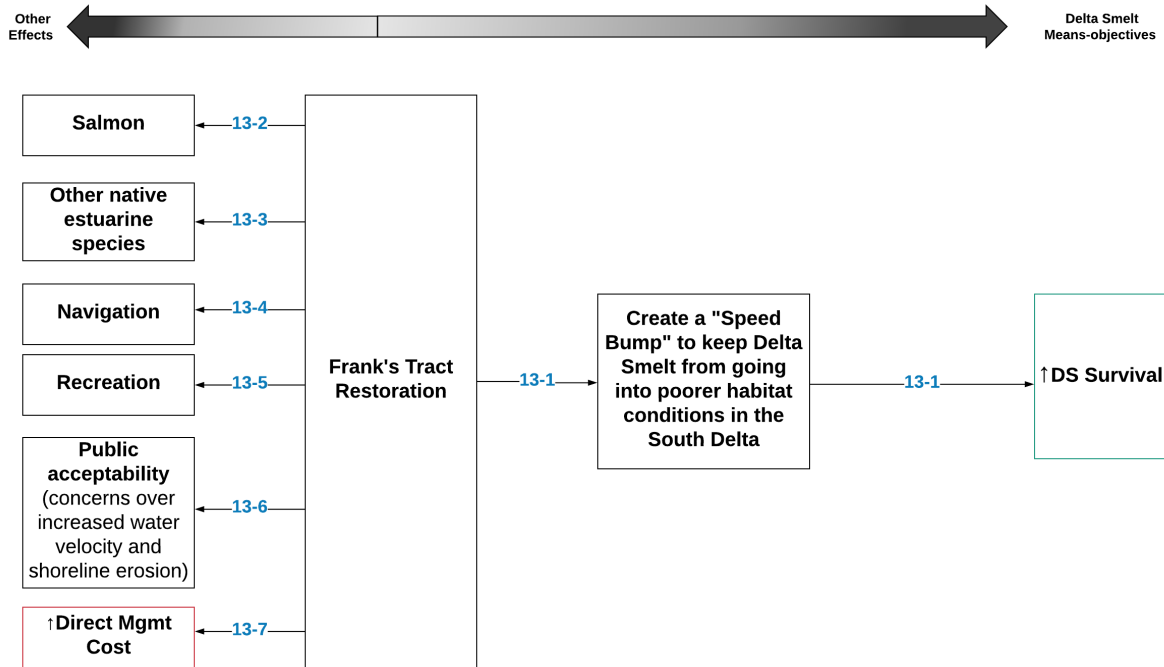 Other
Effects
Delta Smelt
Means-objectives
Salmon
13-2
Other native
estuarine
species
13-3
Navigation
13-4
Recreation
13-5
Public
acceptability
(concerns over
increased water
velocity and
shoreline erosion)
13-6
↑Direct Mgmt
Cost
13-7
Frank's Tract
Restoration
13-1
Create a "Speed
Bump" to keep Delta
Smelt from going
into poorer habitat
conditions in the
South Delta
13-1
↑DS Survival